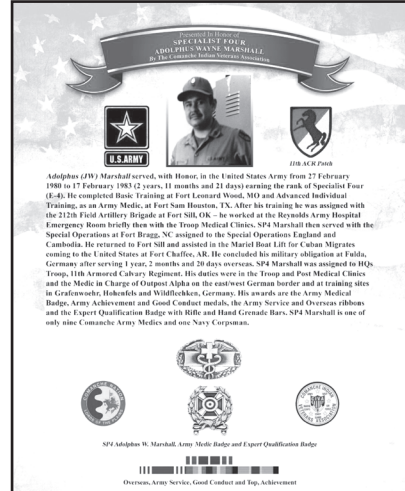 Presented In Honor of
SPECIALIST FOUR
ADOLPHUS WAYNE MARSHALL
By The Comanche Indian Veterans Association
U.S.ARMY
11th ACR Patch
Adolphus (JW) Marshall served, with Honor, in the United States Army from 27 February
1980 to 17 February 1983 (2 years, 11 months and 21 days) earning the rank of Specialist Four
(E-4). He completed Basic Training at Fort Leonard Wood, MO and Advanced Individual
Training, as an Army Medic, at Fort Sam Houston, TX. After his training he was assigned with
the 212th Field Artillery Brigade at Fort Sill, OK – he worked at the Reynolds Army Hospital
Emergency Room briefly then with the Troop Medical Clinics. SP4 Marshall then served with the
Special Operations at Fort Bragg, NC assigned to the Special Operations England and
Cambodia. He returned to Fort Sill and assisted in the Mariel Boat Lift for Cuban Migrates
coming to the United States at Fort Chaffee, AR. He concluded his military obligation at Fulda,
Germany after serving 1 year, 2 months and 20 days overseas. SP4 Marshall was assigned to HQs
Troop, 11th Armored Calvary Regiment. His duties were in the Troop and Post Medical Clinics
and the Medic in Charge of Outpost Alpha on the east/west German border and at training sites
in Grafenwoehr, Hohenfels and Wildflechken, Germany. His awards are the Army Medical
Badge, Army Achievement and Good Conduct medals, the Army Service and Overseas ribbons
and the Expert Qualification Badge with Rifle and Hand Grenade Bars. SP4 Marshall is one of
only nine Comanche Army Medics and one Navy Corpsman.
SP4 Adolphus W. Marshall, Army Medic Badge and Expert Qualification Badge
Overseas, Army Service, Good Conduct and Top, Achievement